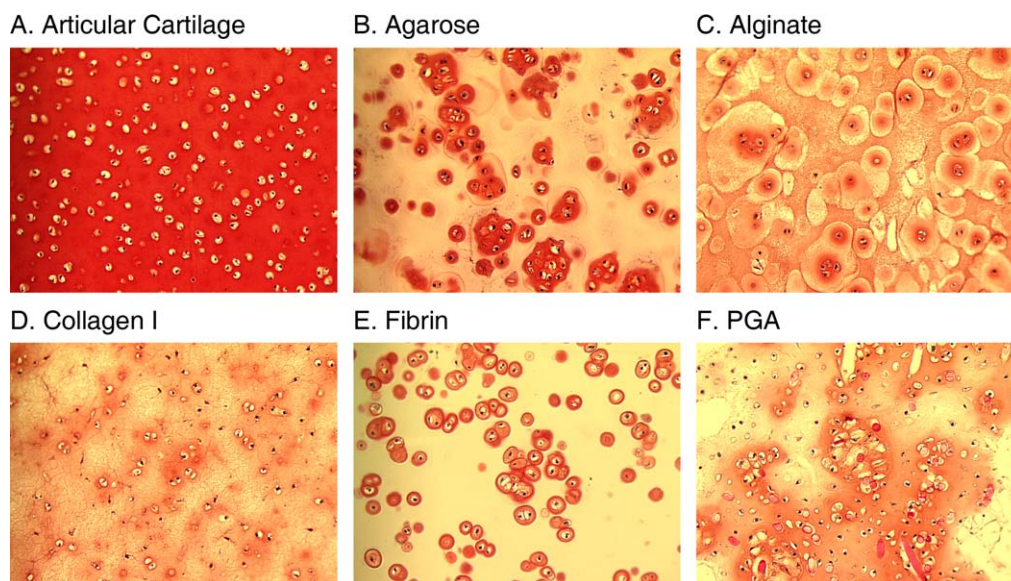 A. Articular Cartilage
B. Agarose
C. Alginate
D. Collagen I
E. Fibrin
F. PGA